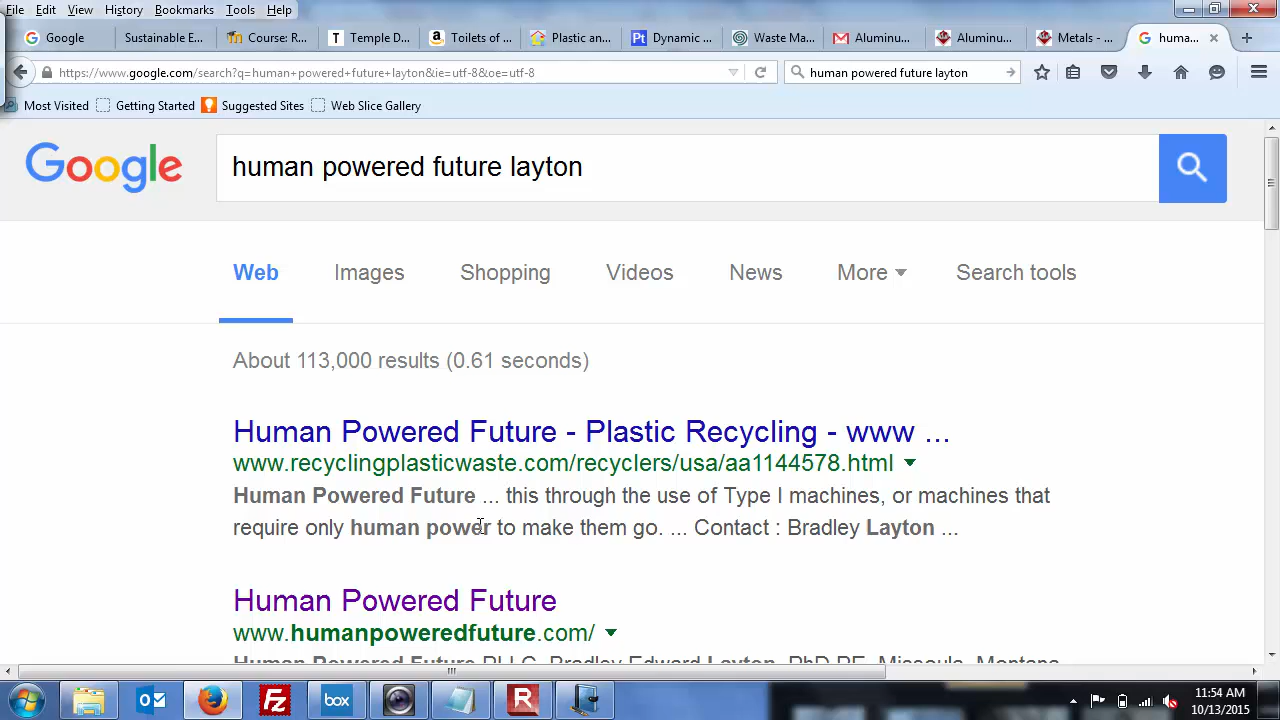 File Edit View History Bookmarks Tools Help
Google Sustainable E... Course: R... Temple D... Toilets of ... Plastic an... Dynamic ... Waste Ma... Aluminu... Aluminu... Metals - ... huma...
https://www.google.com/search?q=human+powered+future+layton&ie=utf-8&oe=utf-8 human powered future layton
Most Visited Getting Started Suggested Sites Web Slice Gallery
Google human powered future layton
Web Images Shopping Videos News More Search tools
About 113,000 results (0.61 seconds)
Human Powered Future - Plastic Recycling - www ...
www.recyclingplasticwaste.com/recyclers/usa/aa1144578.html
Human Powered Future ... this through the use of Type I machines, or machines that
require only human power to make them go. ... Contact : Bradley Layton ...
Human Powered Future
www.humanpoweredfuture.com/
Human Powered Future PLLC, Bradley Edward Layton, PhD PE, Missoula, Montana
11:54 AM
10/13/2015